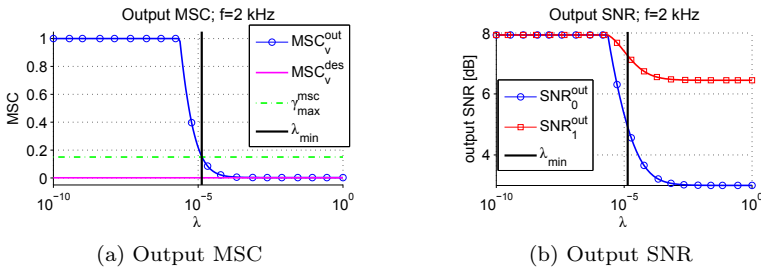 Output MSC; f=2 kHz
MSC
1
0.8
0.6
0.4
0.2
0
10^-10
10^-5
10^0
λ
MSC_v^out
MSC_v^des
γ_max^msc
λ_min
(a) Output MSC
Output SNR; f=2 kHz
output SNR [dB]
8
6
4
10^-10
10^-5
10^0
λ
SNR_0^out
SNR_1^out
λ_min
(b) Output SNR